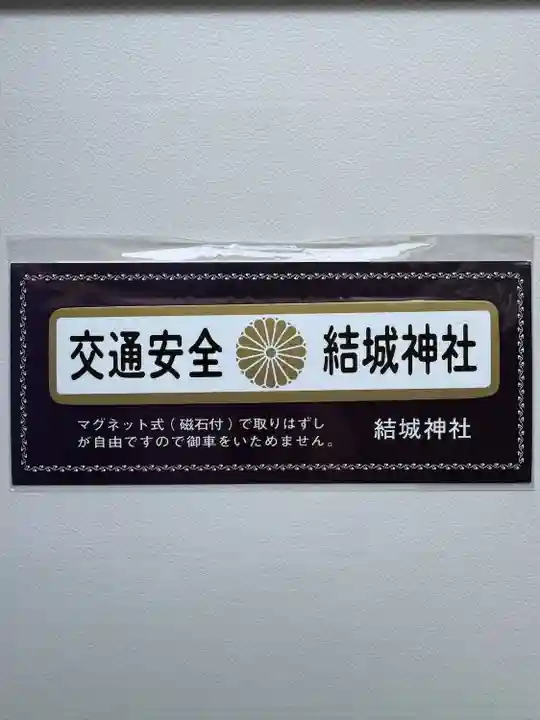 交通安全 結城神社
マグネット式(磁石付)で取りはずし
が自由ですので御車をいためません。
結城神社